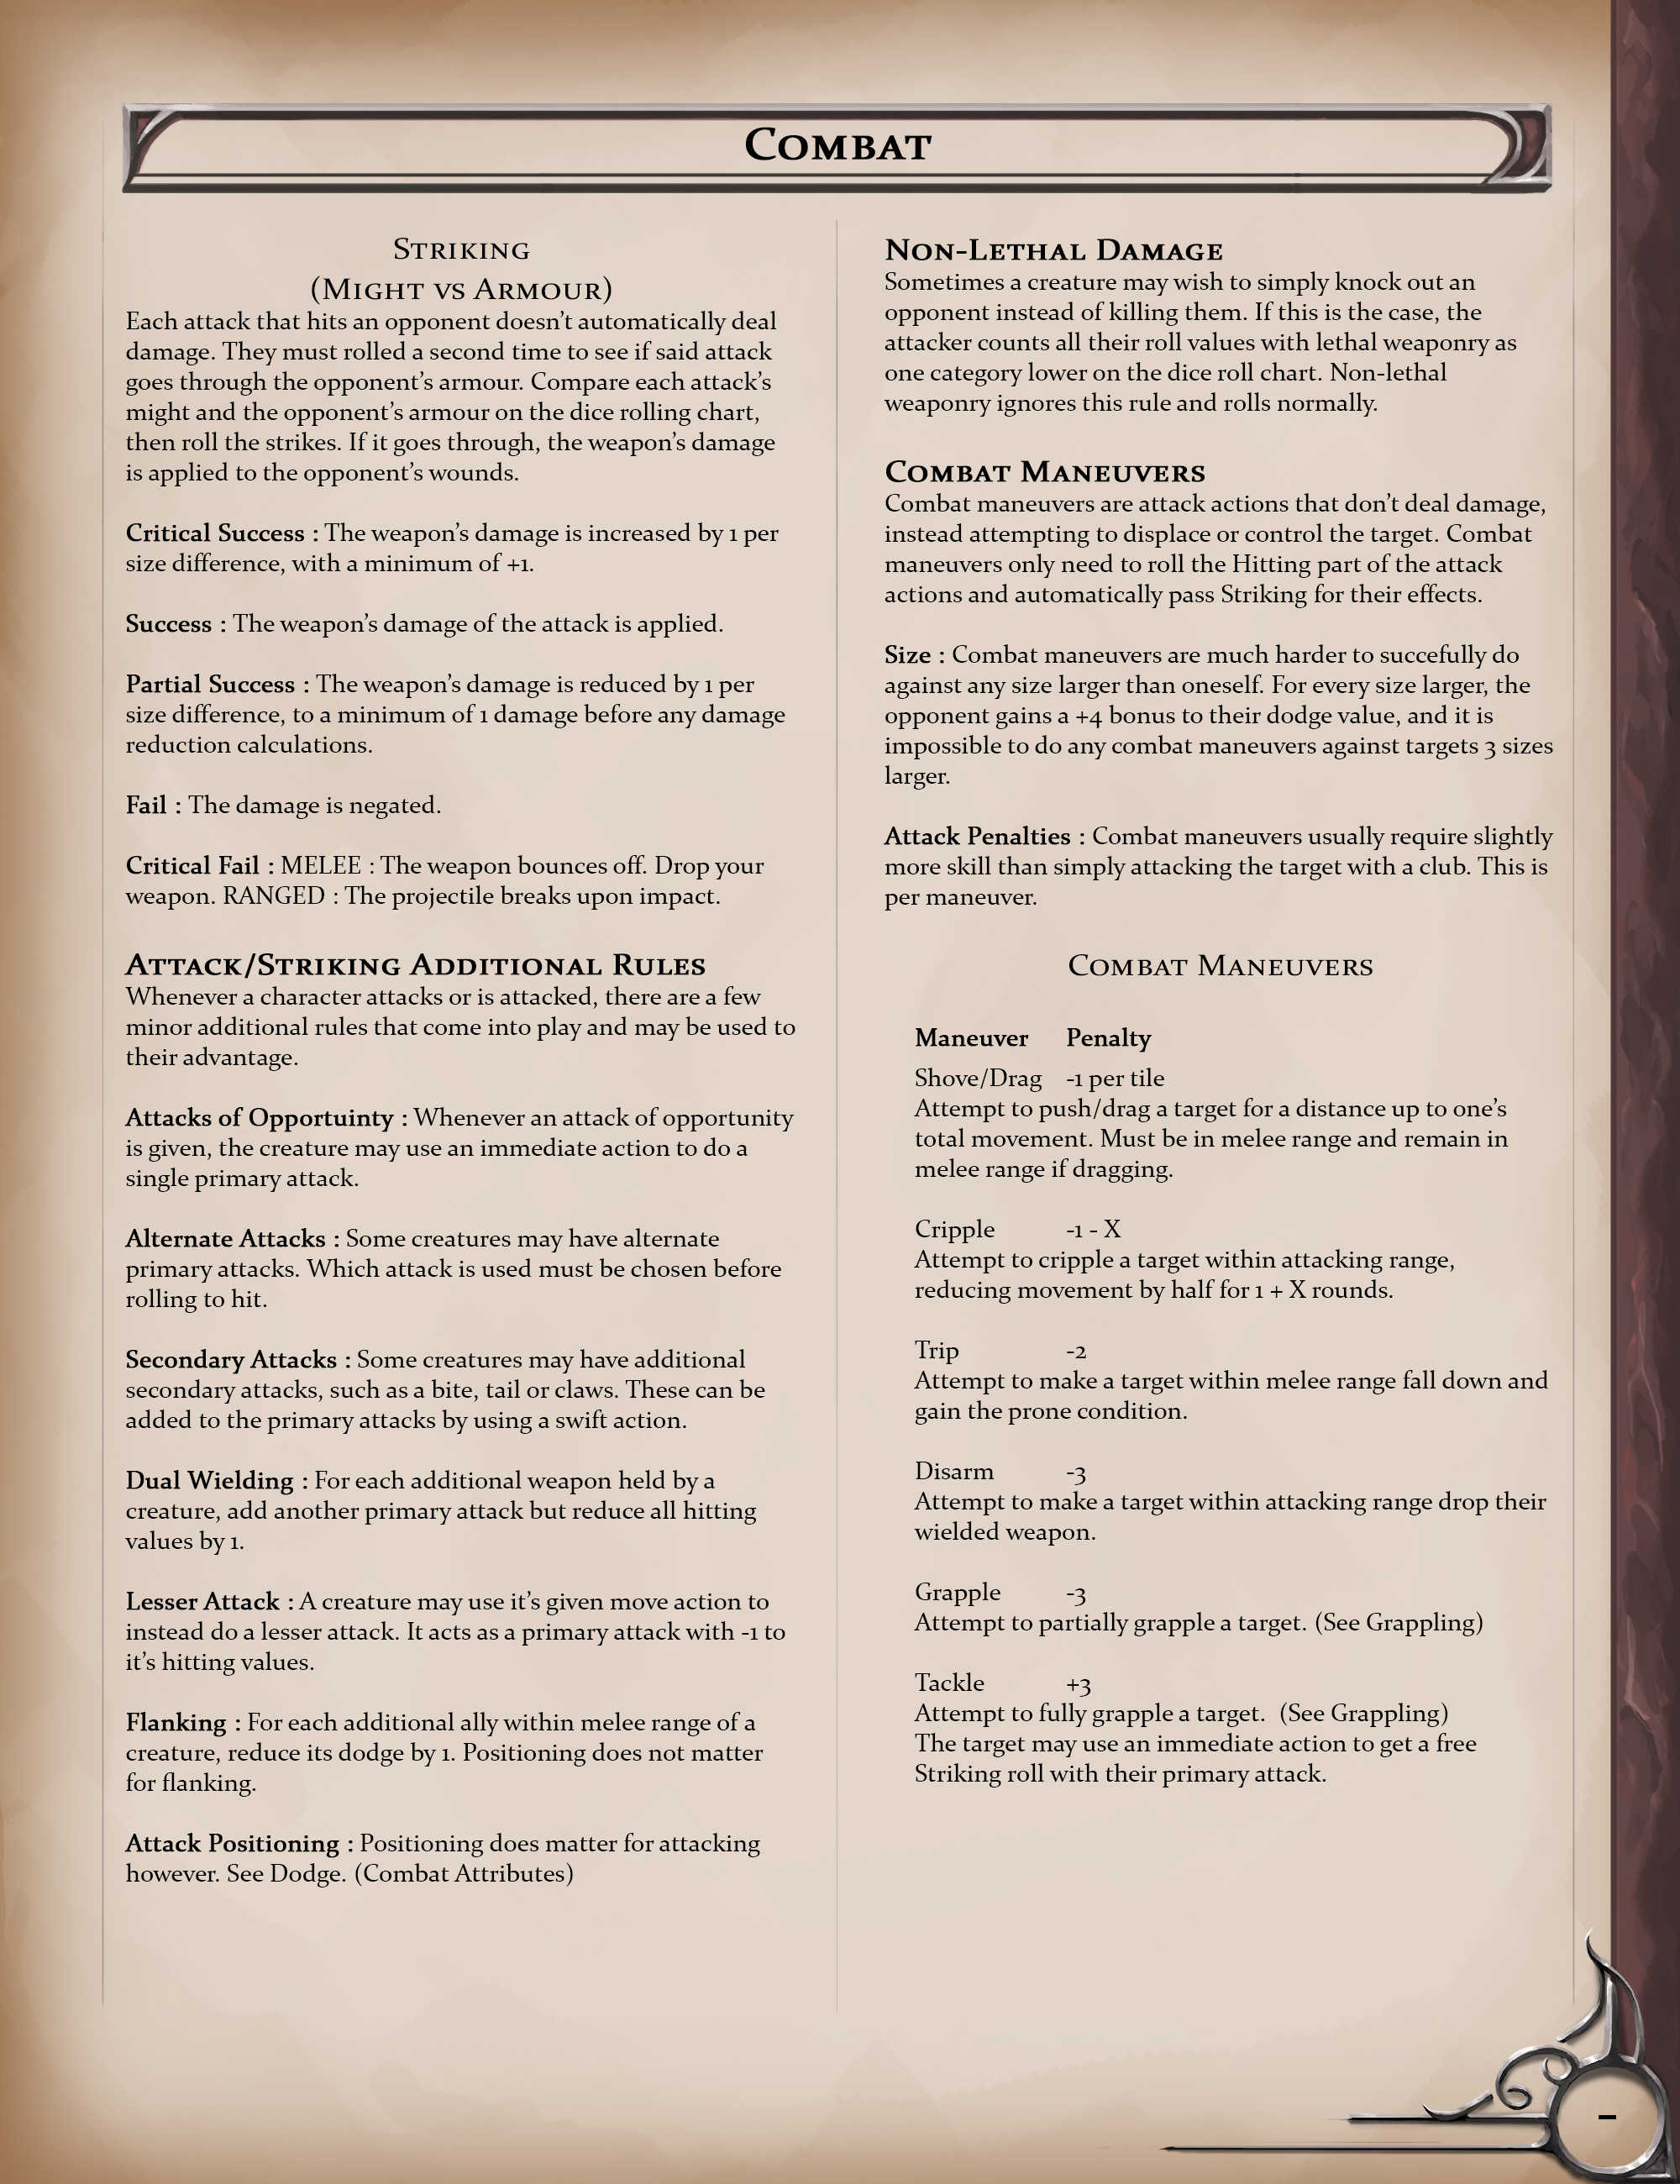 Combat
Striking
(Might vs Armour)
Each attack that hits an opponent doesn't automatically deal
damage. They must rolled a second time to see if said attack
goes through the opponent's armour. Compare each attack's
might and the opponent's armour on the dice rolling chart,
then roll the strikes. If it goes through, the weapon's damage
is applied to the opponent's wounds.
Critical Success : The weapon's damage is increased by 1 per
size difference, with a minimum of +1.
Success : The weapon's damage of the attack is applied.
Partial Success : The weapon's damage is reduced by 1 per
size difference, to a minimum of 1 damage before any damage
reduction calculations.
Fail : The damage is negated.
Critical Fail : MELEE : The weapon bounces off. Drop your
weapon. RANGED : The projectile breaks upon impact.
Attack/Striking Additional Rules
Whenever a character attacks or is attacked, there are a few
minor additional rules that come into play and may be used to
their advantage.
Attacks of Opportuinty : Whenever an attack of opportunity
is given, the creature may use an immediate action to do a
single primary attack.
Alternate Attacks : Some creatures may have alternate
primary attacks. Which attack is used must be chosen before
rolling to hit.
Secondary Attacks : Some creatures may have additional
secondary attacks, such as a bite, tail or claws. These can be
added to the primary attacks by using a swift action.
Dual Wielding : For each additional weapon held by a
creature, add another primary attack but reduce all hitting
values by 1.
Lesser Attack : A creature may use it's given move action to
instead do a lesser attack. It acts as a primary attack with -1 to
it's hitting values.
Flanking : For each additional ally within melee range of a
creature, reduce its dodge by 1. Positioning does not matter
for flanking.
Attack Positioning : Positioning does matter for attacking
however. See Dodge. (Combat Attributes)
Non-Lethal Damage
Sometimes a creature may wish to simply knock out an
opponent instead of killing them. If this is the case, the
attacker counts all their roll values with lethal weaponry as
one category lower on the dice roll chart. Non-lethal
weaponry ignores this rule and rolls normally.
Combat Maneuvers
Combat maneuvers are attack actions that don't deal damage,
instead attempting to displace or control the target. Combat
maneuvers only need to roll the Hitting part of the attack
actions and automatically pass Striking for their effects.
Size : Combat maneuvers are much harder to succefully do
against any size larger than oneself. For every size larger, the
opponent gains a +4 bonus to their dodge value, and it is
impossible to do any combat maneuvers against targets 3 sizes
larger.
Attack Penalties : Combat maneuvers usually require slightly
more skill than simply attacking the target with a club. This is
per maneuver.
Combat Maneuvers
Maneuver Penalty
Shove/Drag -1 per tile
Attempt to push/drag a target for a distance up to one's
total movement. Must be in melee range and remain in
melee range if dragging.
Cripple -1 - X
Attempt to cripple a target within attacking range,
reducing movement by half for 1 + X rounds.
Trip -2
Attempt to make a target within melee range fall down and
gain the prone condition.
Disarm -3
Attempt to make a target within attacking range drop their
wielded weapon.
Grapple -3
Attempt to partially grapple a target. (See Grappling)
Tackle +3
Attempt to fully grapple a target. (See Grappling)
The target may use an immediate action to get a free
Striking roll with their primary attack.
-